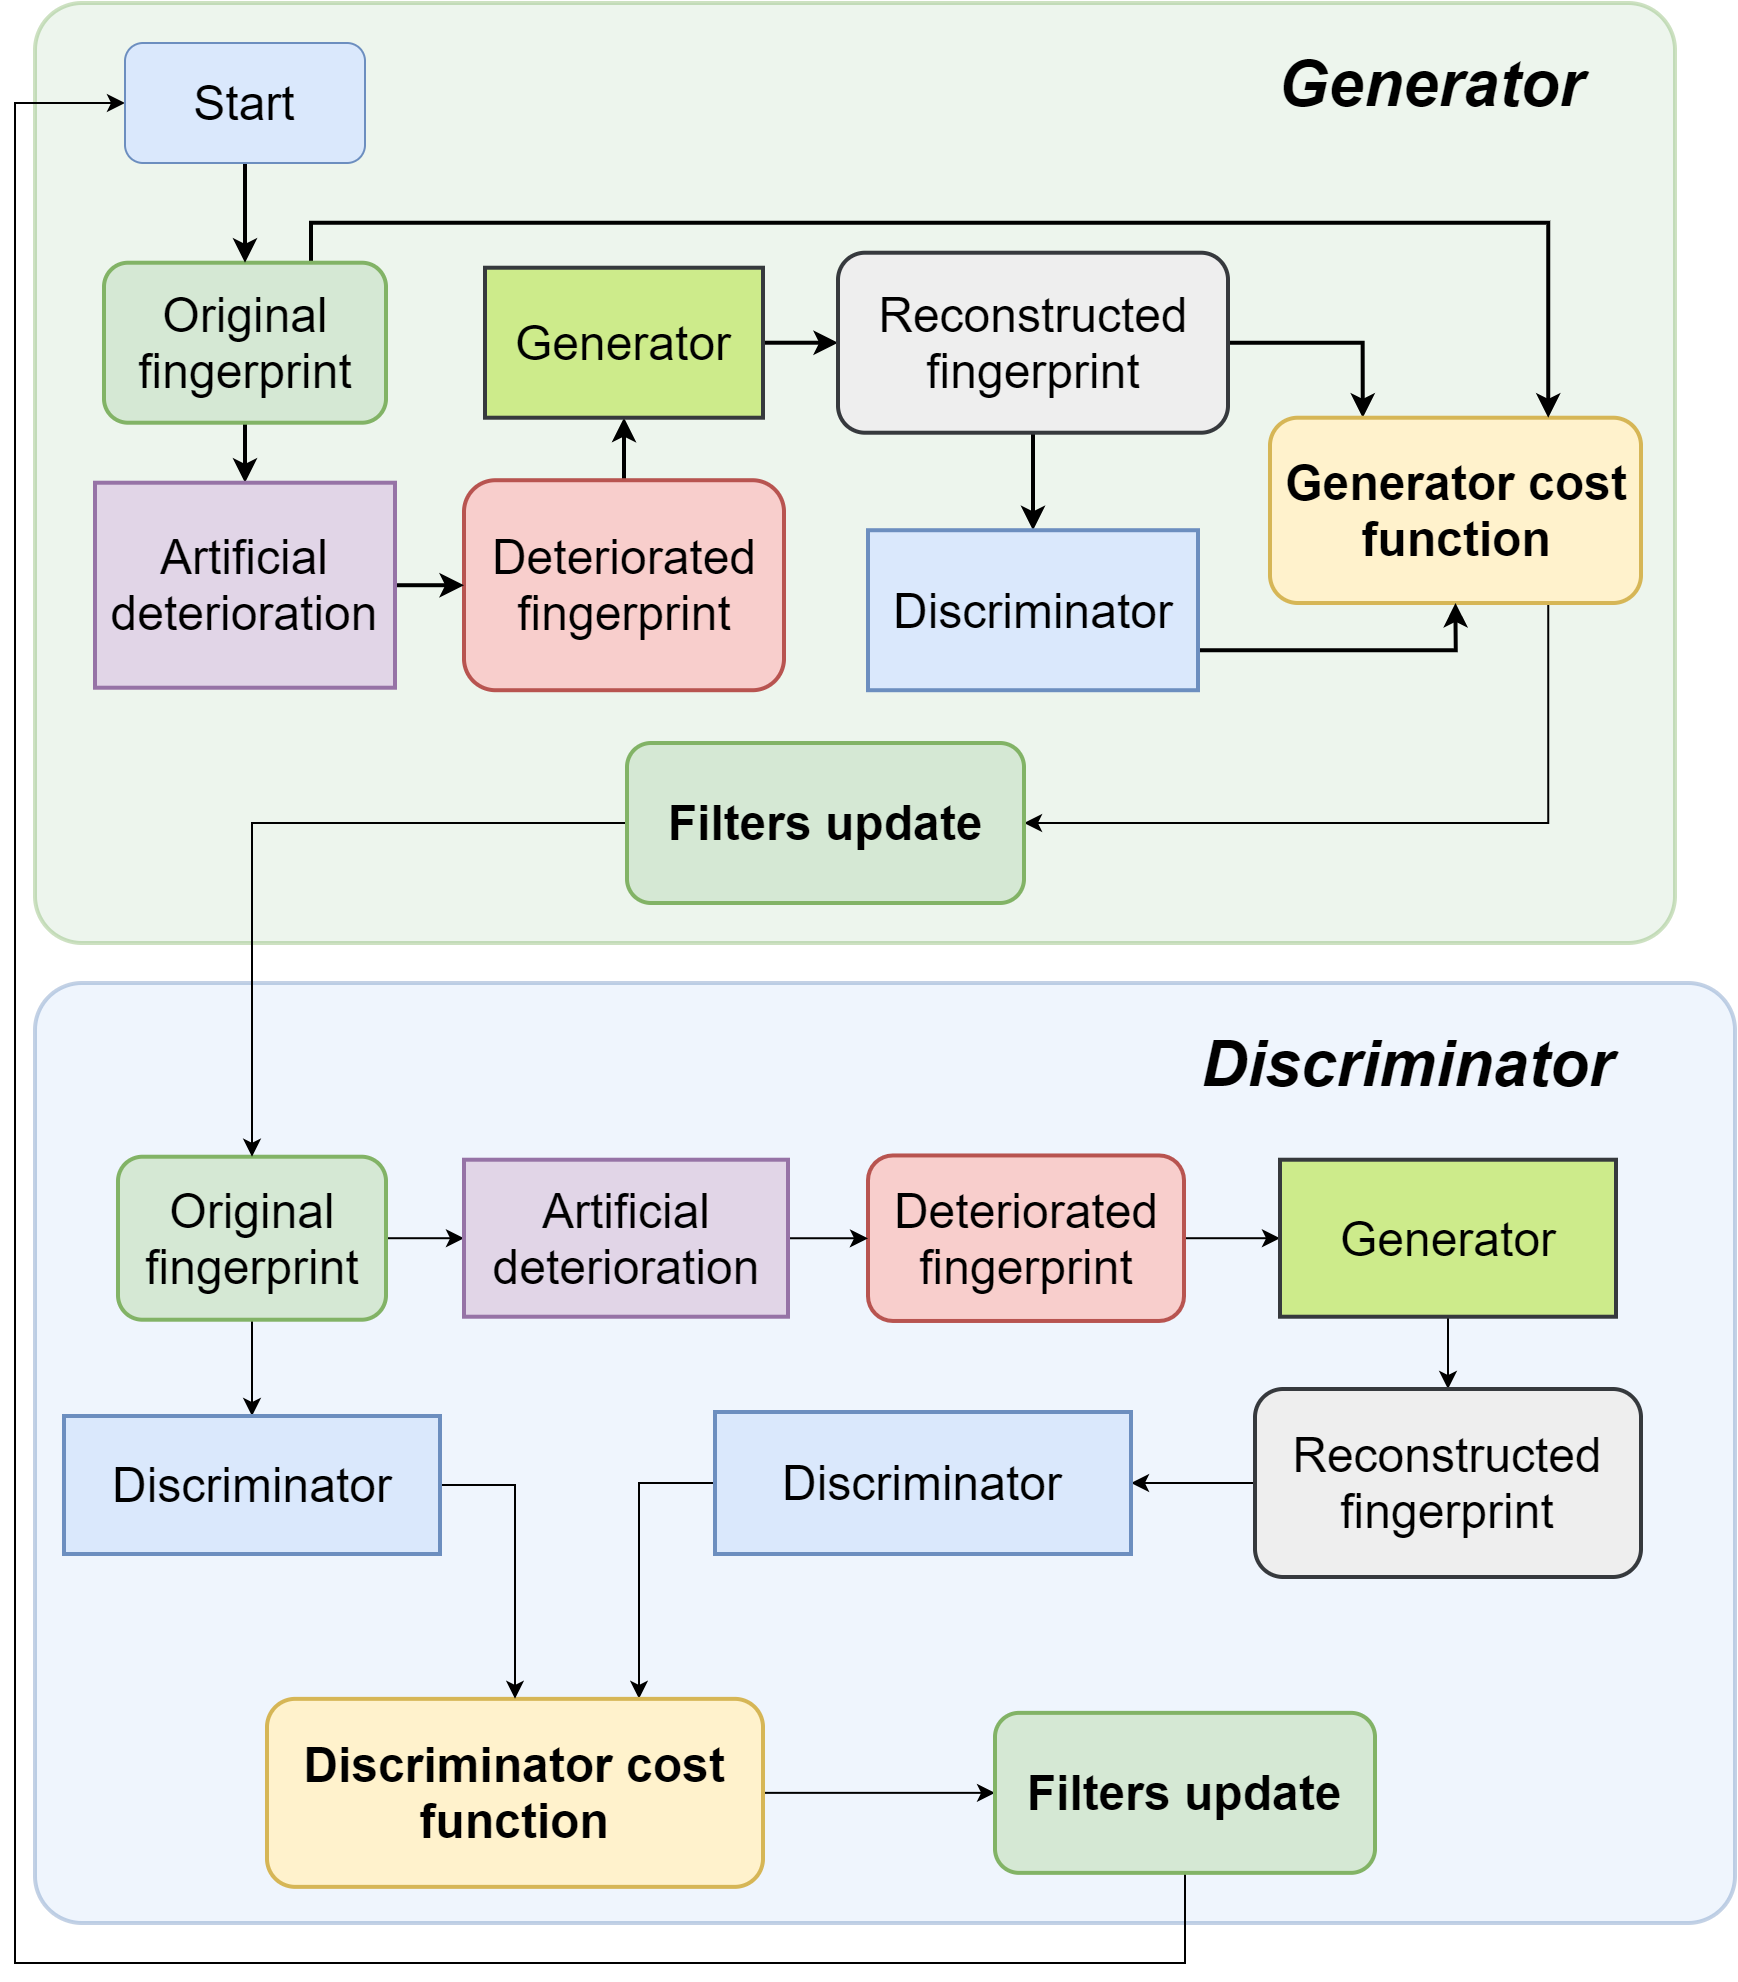 Generator
Start
Original
fingerprint
Generator
Reconstructed
fingerprint
Artificial
deterioration
Deteriorated
fingerprint
Discriminator
Generator cost
function
Filters update
Discriminator
Original
fingerprint
Artificial
deterioration
Deteriorated
fingerprint
Generator
Discriminator
Discriminator
Reconstructed
fingerprint
Discriminator cost
function
Filters update